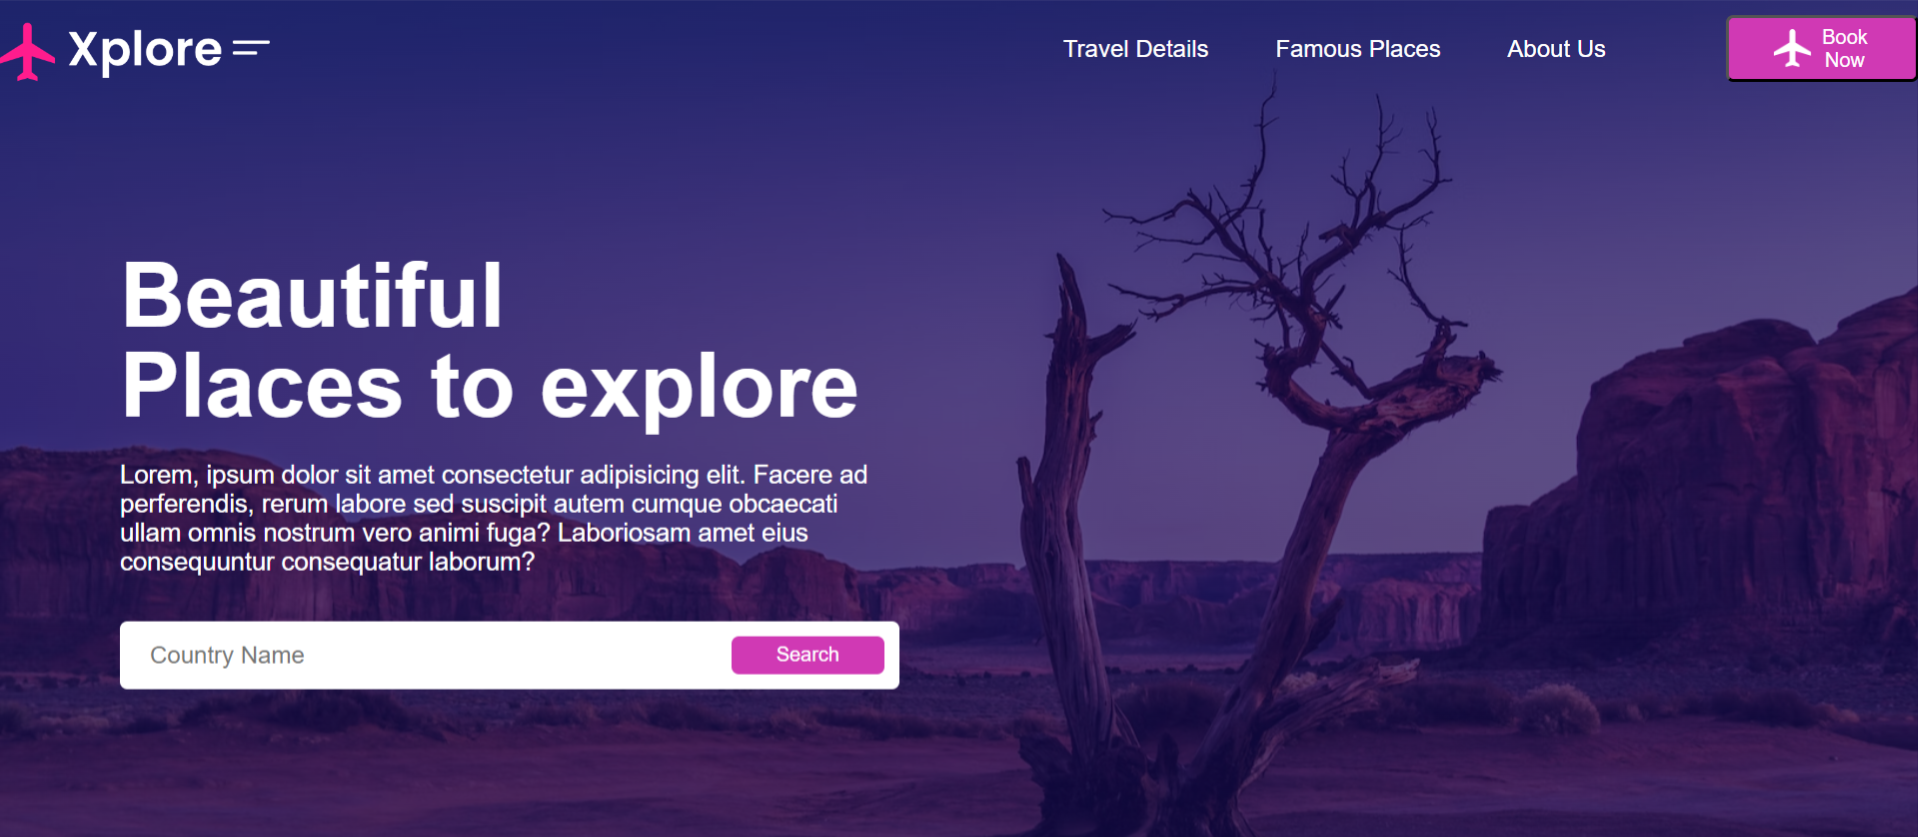 Xplore
Travel Details
Famous Places
About Us
Book
Now
Beautiful
Places to explore
Lorem, ipsum dolor sit amet consectetur adipisicing elit. Facere ad
perferendis, rerum labore sed suscipit autem cumque obcaecati
ullam omnis nostrum vero animi fuga? Laboriosam amet eius
consequuntur consequatur laborum?
Country Name
Search